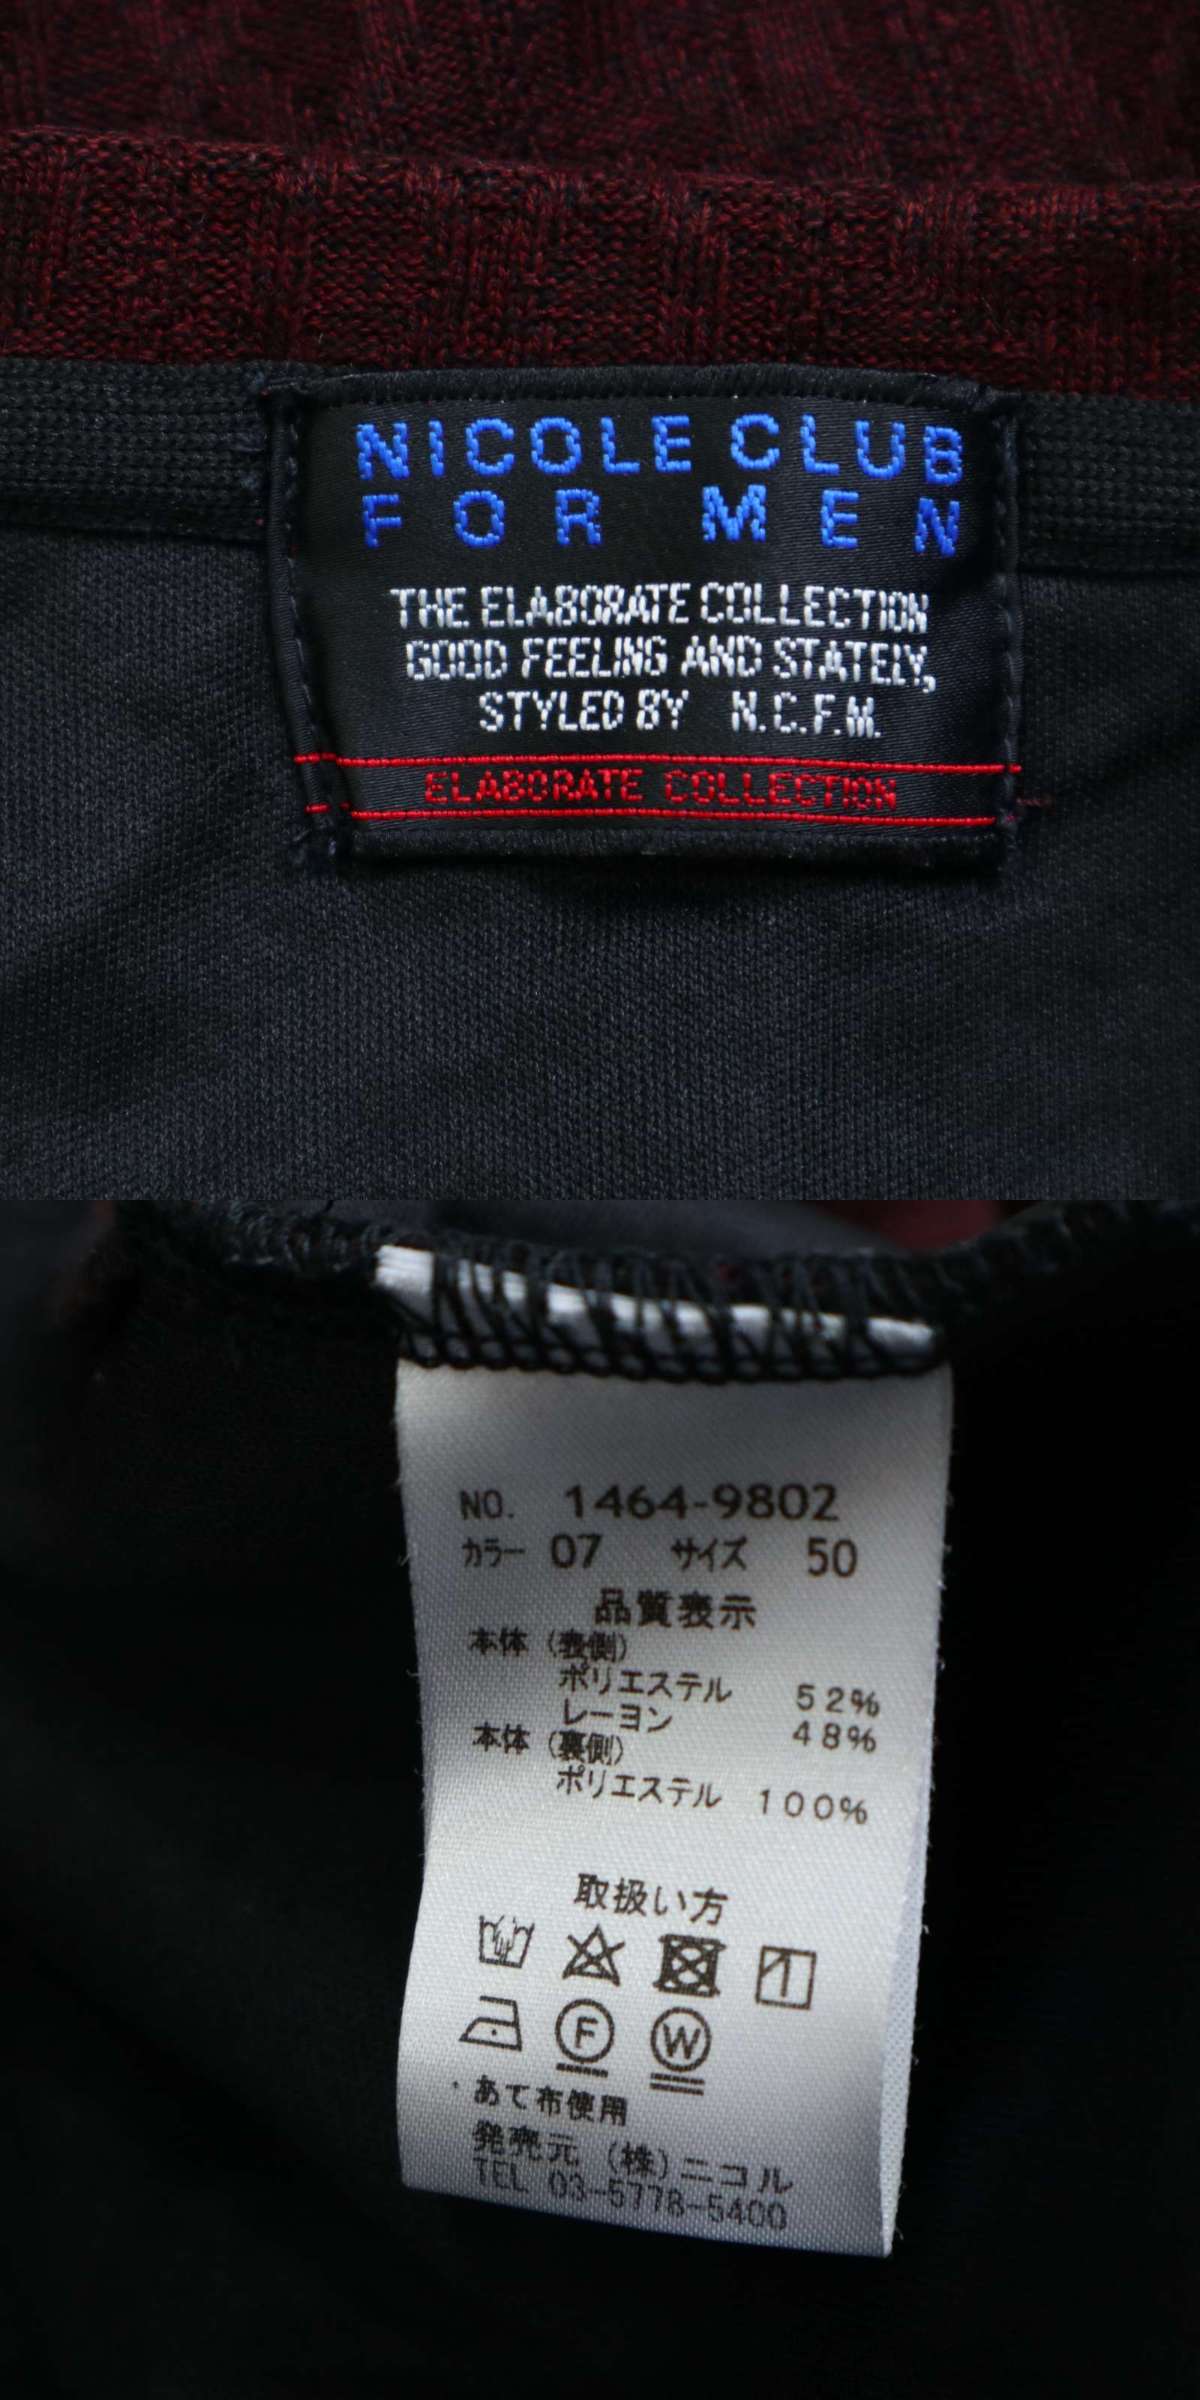 NICOLE CLUB
FOR MEN
THE ELABORATE COLLECTION
GOOD FEELING AND STATELY,
STYLED BY N.C.F.M.
ELABORATE COLLECTION
NO. 1464-9802
カラー 07 サイズ 50
品質表示
本体 (表側)
ポリエステル 52%
レーヨン 48%
本体 (裏側)
ポリエステル 100%
取扱い方
F W
・あて布使用
発売元 (株)ニコル
TEL 03-5778-5400